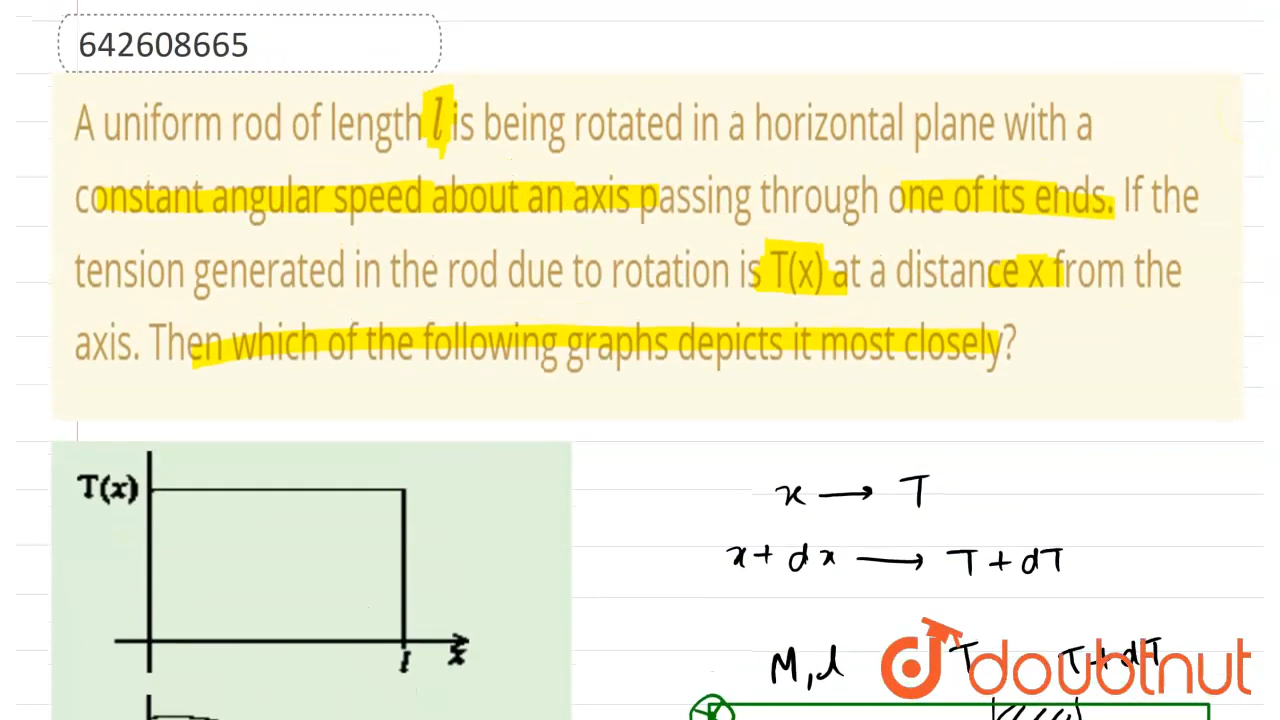 642608665
A uniform rod of length l is being rotated in a horizontal plane with a
constant angular speed about an axis passing through one of its ends. If the
tension generated in the rod due to rotation is T(x) at a distance x from the
axis. Then which of the following graphs depicts it most closely?
T(x)
l x
x → T
x + dx → T + dT
M, l T T + dT
doubtnut